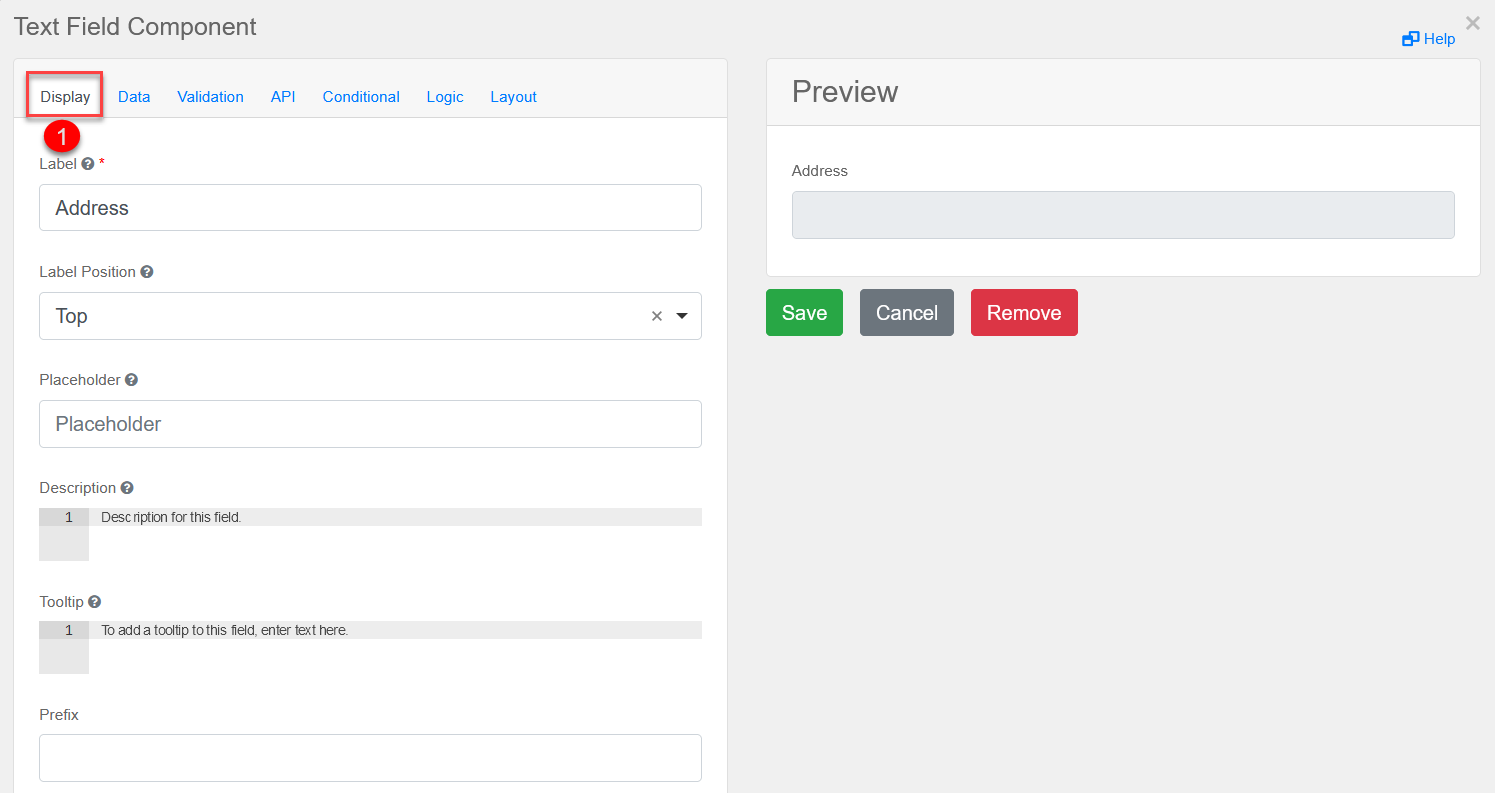 Text Field Component
×
Help
Display Data Validation API Conditional Logic Layout
1
Label ? *
Address
Label Position ?
Top ×
Placeholder ?
Placeholder
Description ?
1 Description for this field.
Tooltip ?
1 To add a tooltip to this field, enter text here.
Prefix
Preview
Address
Save Cancel Remove